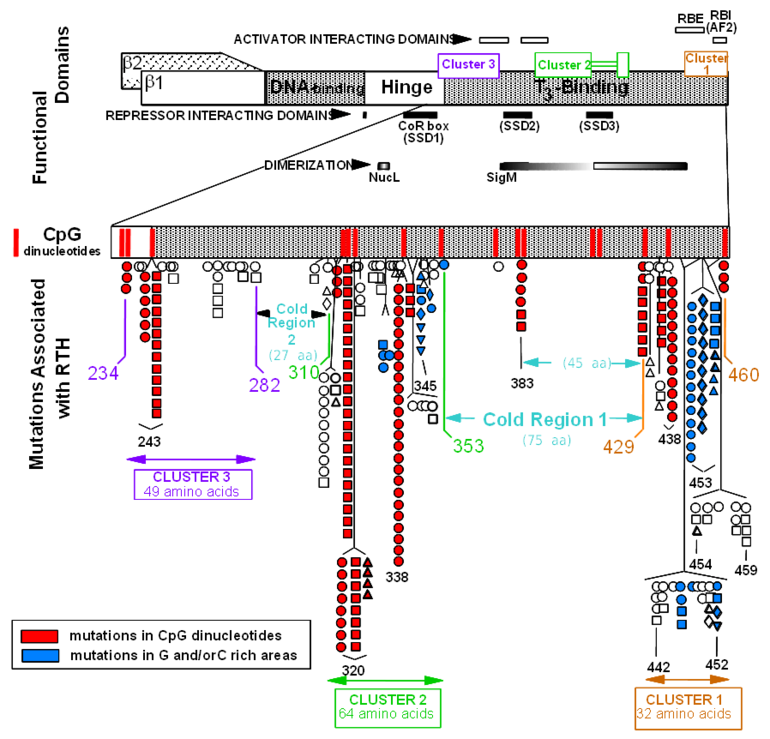 RBE
RBI
(AF2)
ACTIVATOR INTERACTING DOMAINS
Cluster 3
Cluster 2
Cluster
1
β2
β1
DNA-binding
Hinge
T3-Binding
REPRESSOR INTERACTING DOMAINS
CoR box
(SSD1)
(SSD2)
(SSD3)
DIMERIZATION
NucL
SigM
Functional
Domains
CpG
dinucleotides
Mutations Associated
with RTH
Cold Region
2
(27 aa)
234
282
310
345
383
(45 aa)
460
353
Cold Region 1
(75 aa)
429
438
243
453
CLUSTER 3
49 amino acids
454
459
338
320
442
452
mutations in CpG dinucleotides
mutations in G and/orC rich areas
CLUSTER 2
64 amino acids
CLUSTER 1
32 amino acids